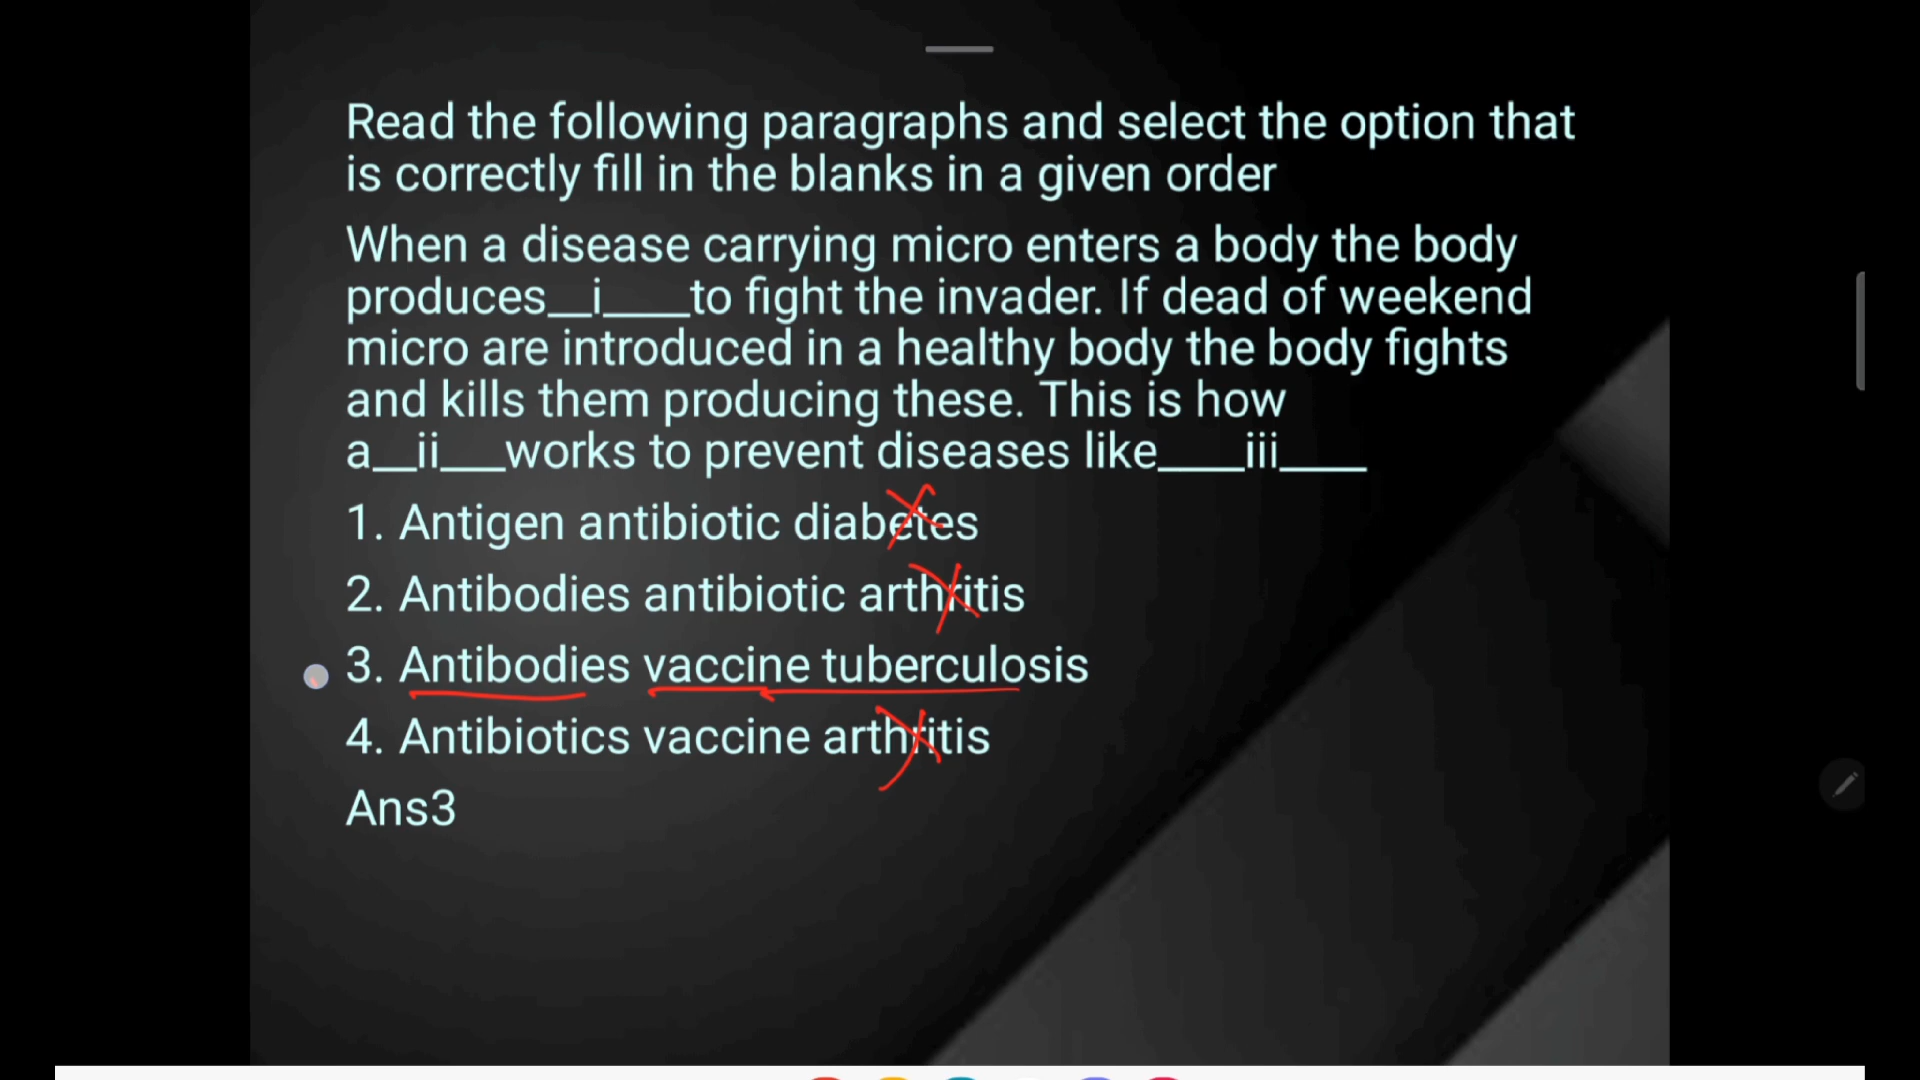 Read the following paragraphs and select the option that
is correctly fill in the blanks in a given order
When a disease carrying micro enters a body the body
produces__i____to fight the invader. If dead of weekend
micro are introduced in a healthy body the body fights
and kills them producing these. This is how
a__ii___works to prevent diseases like____iii____
1. Antigen antibiotic diabetes
2. Antibodies antibiotic arthritis
3. Antibodies vaccine tuberculosis
4. Antibiotics vaccine arthritis
Ans3